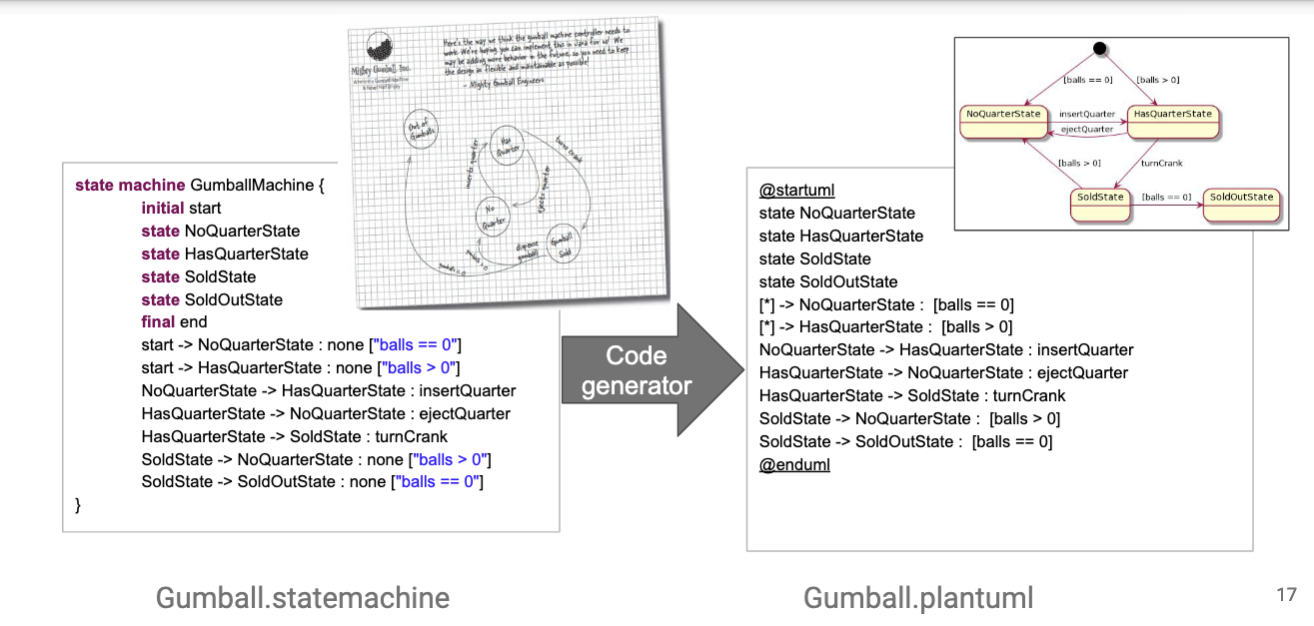 Mighty Gumball, Inc.
Here's the way we think the gumball machine controller needs to
work. We're hoping you can implement this in Java for us! We
may be adding more behavior in the future, so you need to keep
the design as flexible and maintainable as possible!
- Mighty Gumball Engineers
Out of
Gumballs
Has
Quarter
No
Quarter
Gumball
Sold
turns crank
ejects quarter
dispense
gumball
state machine GumballMachine {
initial start
state NoQuarterState
state HasQuarterState
state SoldState
state SoldOutState
final end
start -> NoQuarterState : none ["balls == 0"]
start -> HasQuarterState : none ["balls > 0"]
NoQuarterState -> HasQuarterState : insertQuarter
HasQuarterState -> NoQuarterState : ejectQuarter
HasQuarterState -> SoldState : turnCrank
SoldState -> NoQuarterState : none ["balls > 0"]
SoldState -> SoldOutState : none ["balls == 0"]
}
Code
generator
[balls == 0]
[balls > 0]
NoQuarterState
insertQuarter
HasQuarterState
ejectQuarter
[balls > 0]
turnCrank
SoldState
[balls == 0]
SoldOutState
@startuml
state NoQuarterState
state HasQuarterState
state SoldState
state SoldOutState
[*] -> NoQuarterState : [balls == 0]
[*] -> HasQuarterState : [balls > 0]
NoQuarterState -> HasQuarterState : insertQuarter
HasQuarterState -> NoQuarterState : ejectQuarter
HasQuarterState -> SoldState : turnCrank
SoldState -> NoQuarterState : [balls > 0]
SoldState -> SoldOutState : [balls == 0]
@enduml
Gumball.statemachine
Gumball.plantuml
17